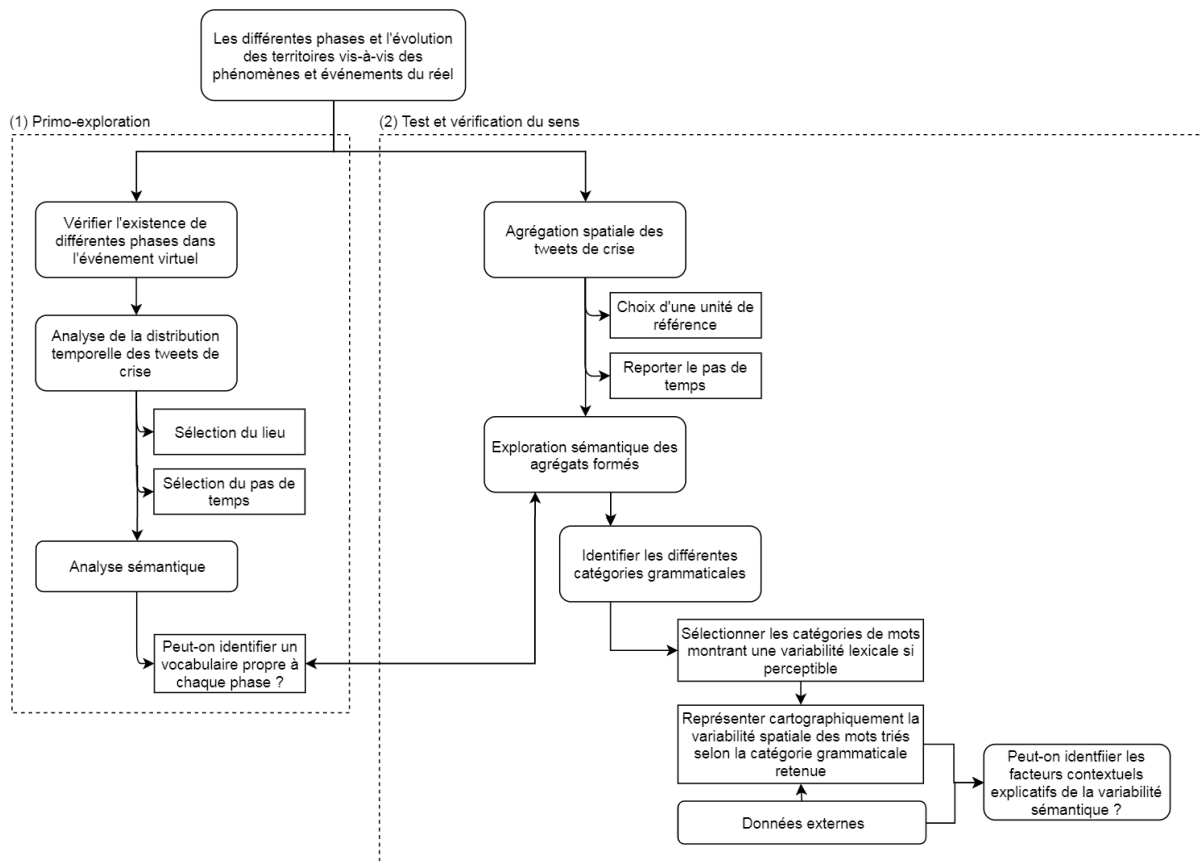 Les différentes phases et l'évolution
des territoires vis-à-vis des
phénomènes et événements du réel
(1) Primo-exploration
Vérifier l'existence de
différentes phases dans
l'événement virtuel
Analyse de la distribution
temporelle des tweets de
crise
Sélection du lieu
Sélection du pas de
temps
Analyse sémantique
Peut-on identifier un
vocabulaire propre à
chaque phase ?
(2) Test et vérification du sens
Agrégation spatiale des
tweets de crise
Choix d'une unité de
référence
Reporter le pas de
temps
Exploration sémantique des
agrégats formés
Identifier les différentes
catégories grammaticales
Sélectionner les catégories de mots
montrant une variabilité lexicale si
perceptible
Représenter cartographiquement la
variabilité spatiale des mots triés
selon la catégorie grammaticale
retenue
Données externes
Peut-on identfiier les
facteurs contextuels
explicatifs de la variabilité
sémantique ?